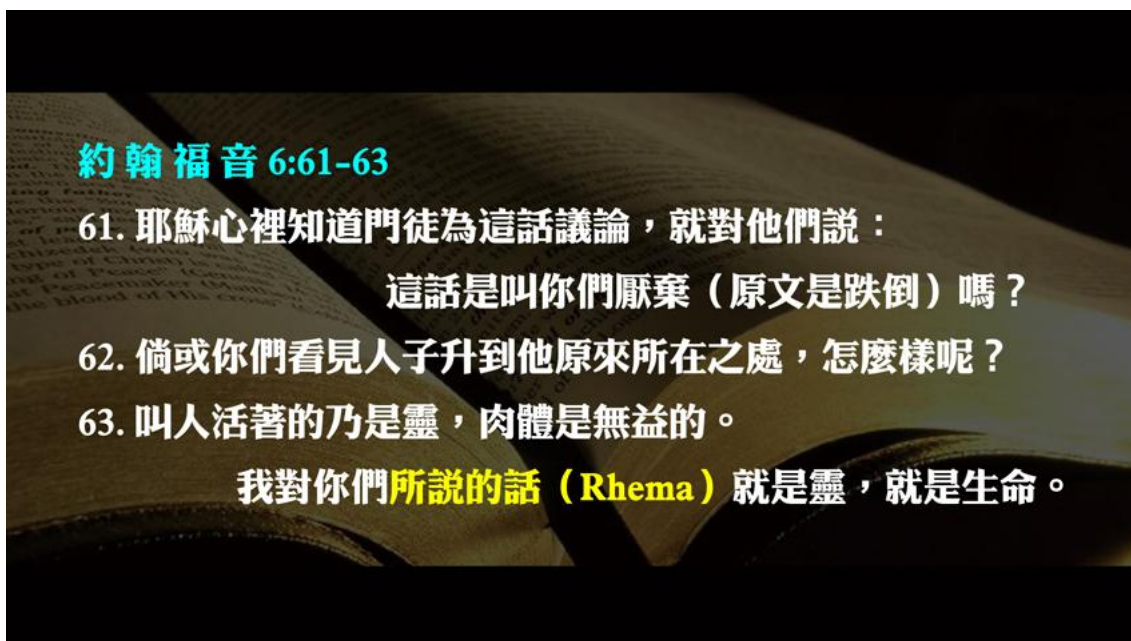 約翰福音 6:61-63
61. 耶穌心裡知道門徒為這話議論，就對他們説：
這話是叫你們厭棄（原文是跌倒）嗎？
62. 倘或你們看見人子升到他原來所在之處，怎麼樣呢？
63. 叫人活著的乃是靈，肉體是無益的。
我對你們所説的話（Rhema）就是靈，就是生命。